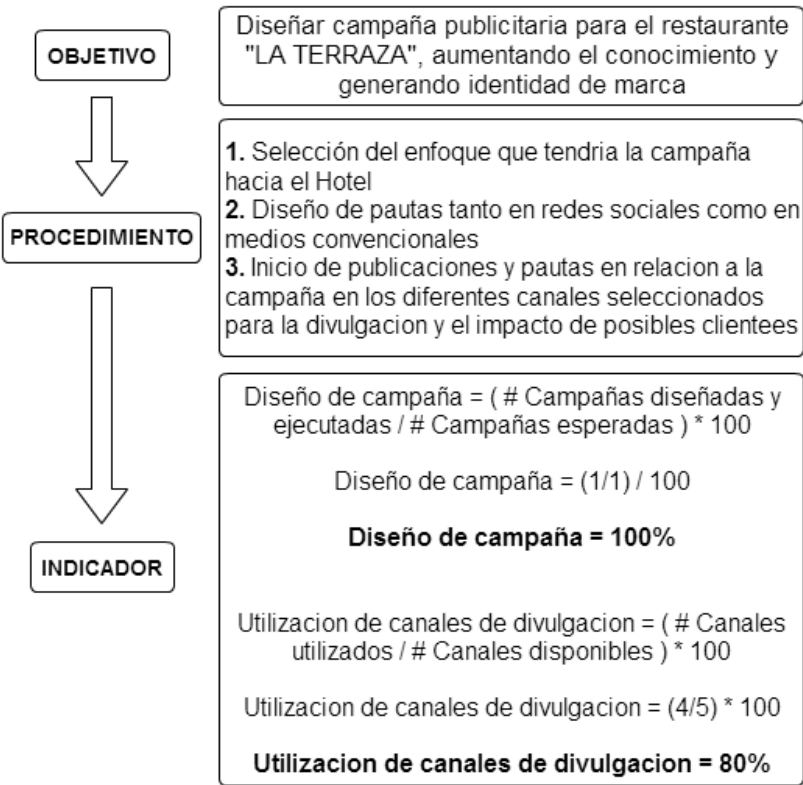 OBJETIVO
Diseñar campaña publicitaria para el restaurante
"LA TERRAZA", aumentando el conocimiento y
generando identidad de marca
PROCEDIMIENTO
1. Selección del enfoque que tendria la campaña
hacia el Hotel
2. Diseño de pautas tanto en redes sociales como en
medios convencionales
3. Inicio de publicaciones y pautas en relacion a la
campaña en los diferentes canales seleccionados
para la divulgacion y el impacto de posibles clientees
INDICADOR
Diseño de campaña = ( # Campañas diseñadas y
ejecutadas / # Campañas esperadas ) * 100
Diseño de campaña = (1/1) / 100
Diseño de campaña = 100%
Utilizacion de canales de divulgacion = ( # Canales
utilizados / # Canales disponibles ) * 100
Utilizacion de canales de divulgacion = (4/5) * 100
Utilizacion de canales de divulgacion = 80%